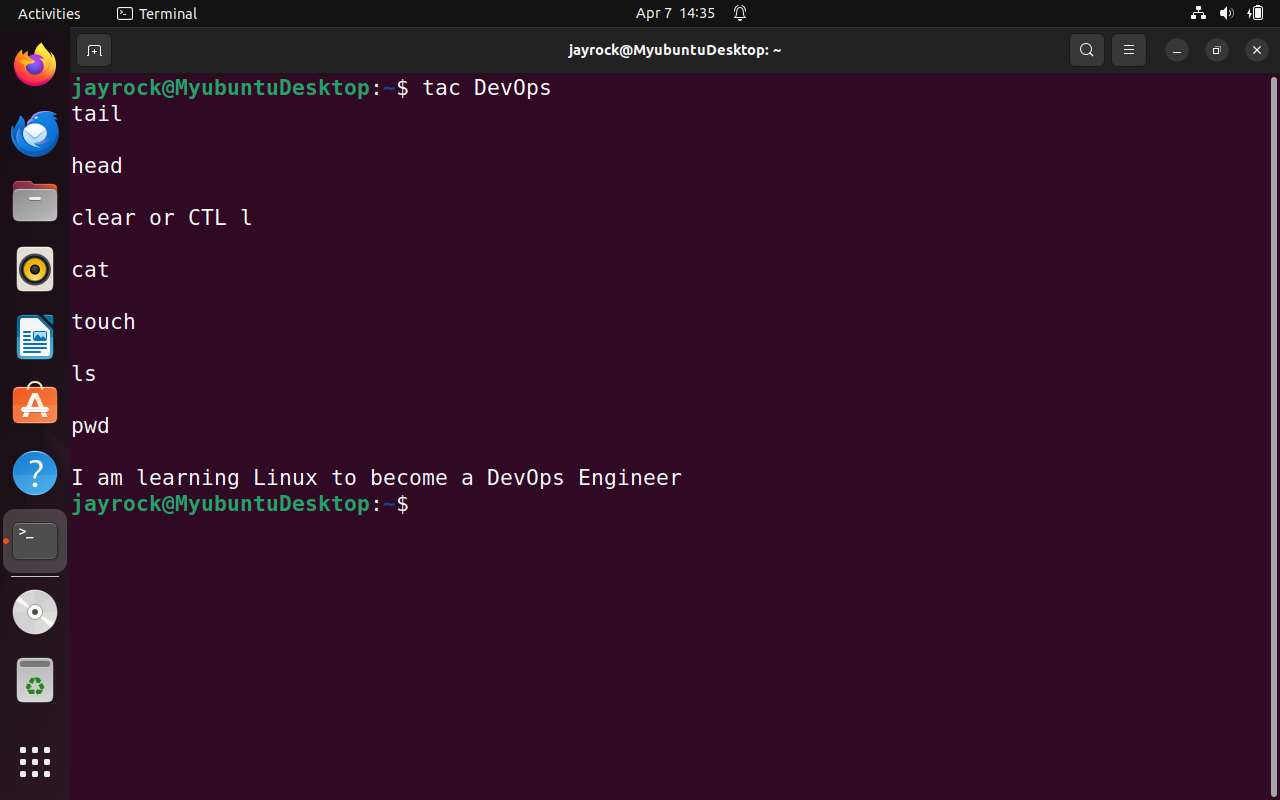 Activities Terminal Apr 7 14:35
jayrock@MyubuntuDesktop: ~
jayrock@MyubuntuDesktop:~$ tac DevOps
tail
head
clear or CTL l
cat
touch
ls
pwd
I am learning Linux to become a DevOps Engineer
jayrock@MyubuntuDesktop:~$